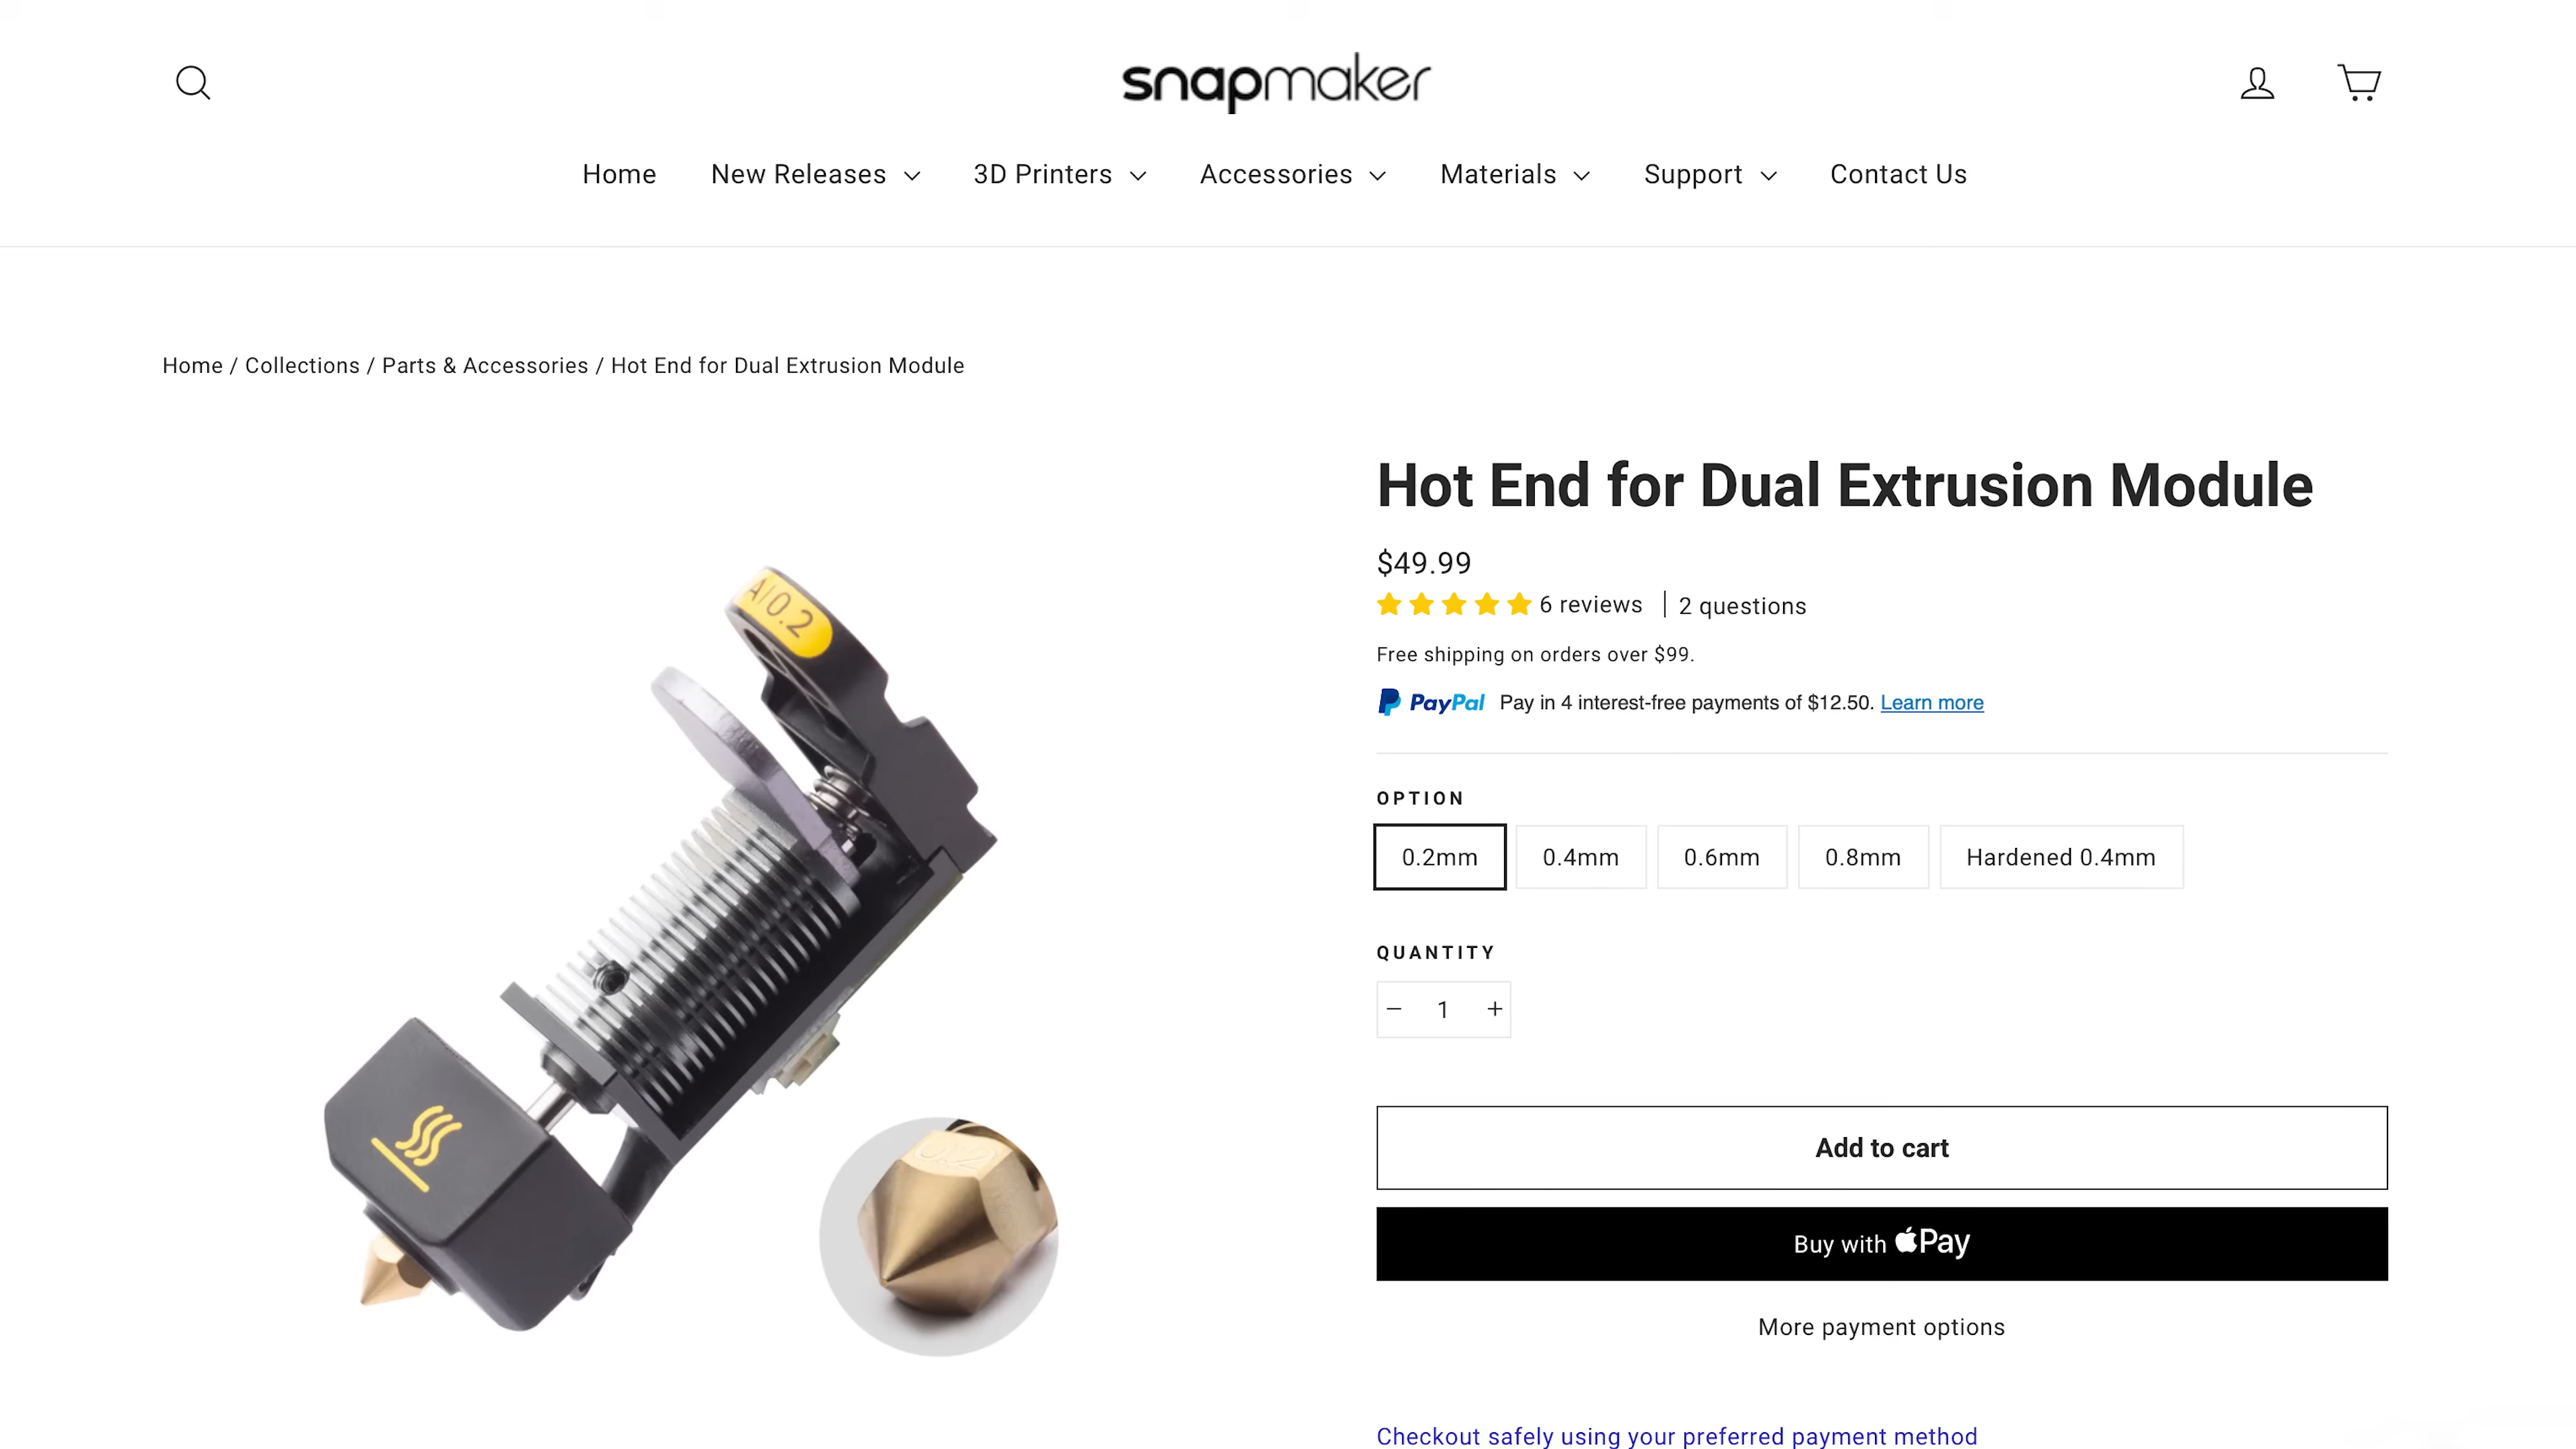 snapmaker
Home New Releases 3D Printers Accessories Materials Support Contact Us
Home / Collections / Parts & Accessories / Hot End for Dual Extrusion Module
Hot End for Dual Extrusion Module
$49.99
6 reviews | 2 questions
Free shipping on orders over $99.
PayPal Pay in 4 interest-free payments of $12.50. Learn more
OPTION
0.2mm 0.4mm 0.6mm 0.8mm Hardened 0.4mm
QUANTITY
− 1 +
Add to cart
Buy with Pay
More payment options
Checkout safely using your preferred payment method
A/0.2
0.2